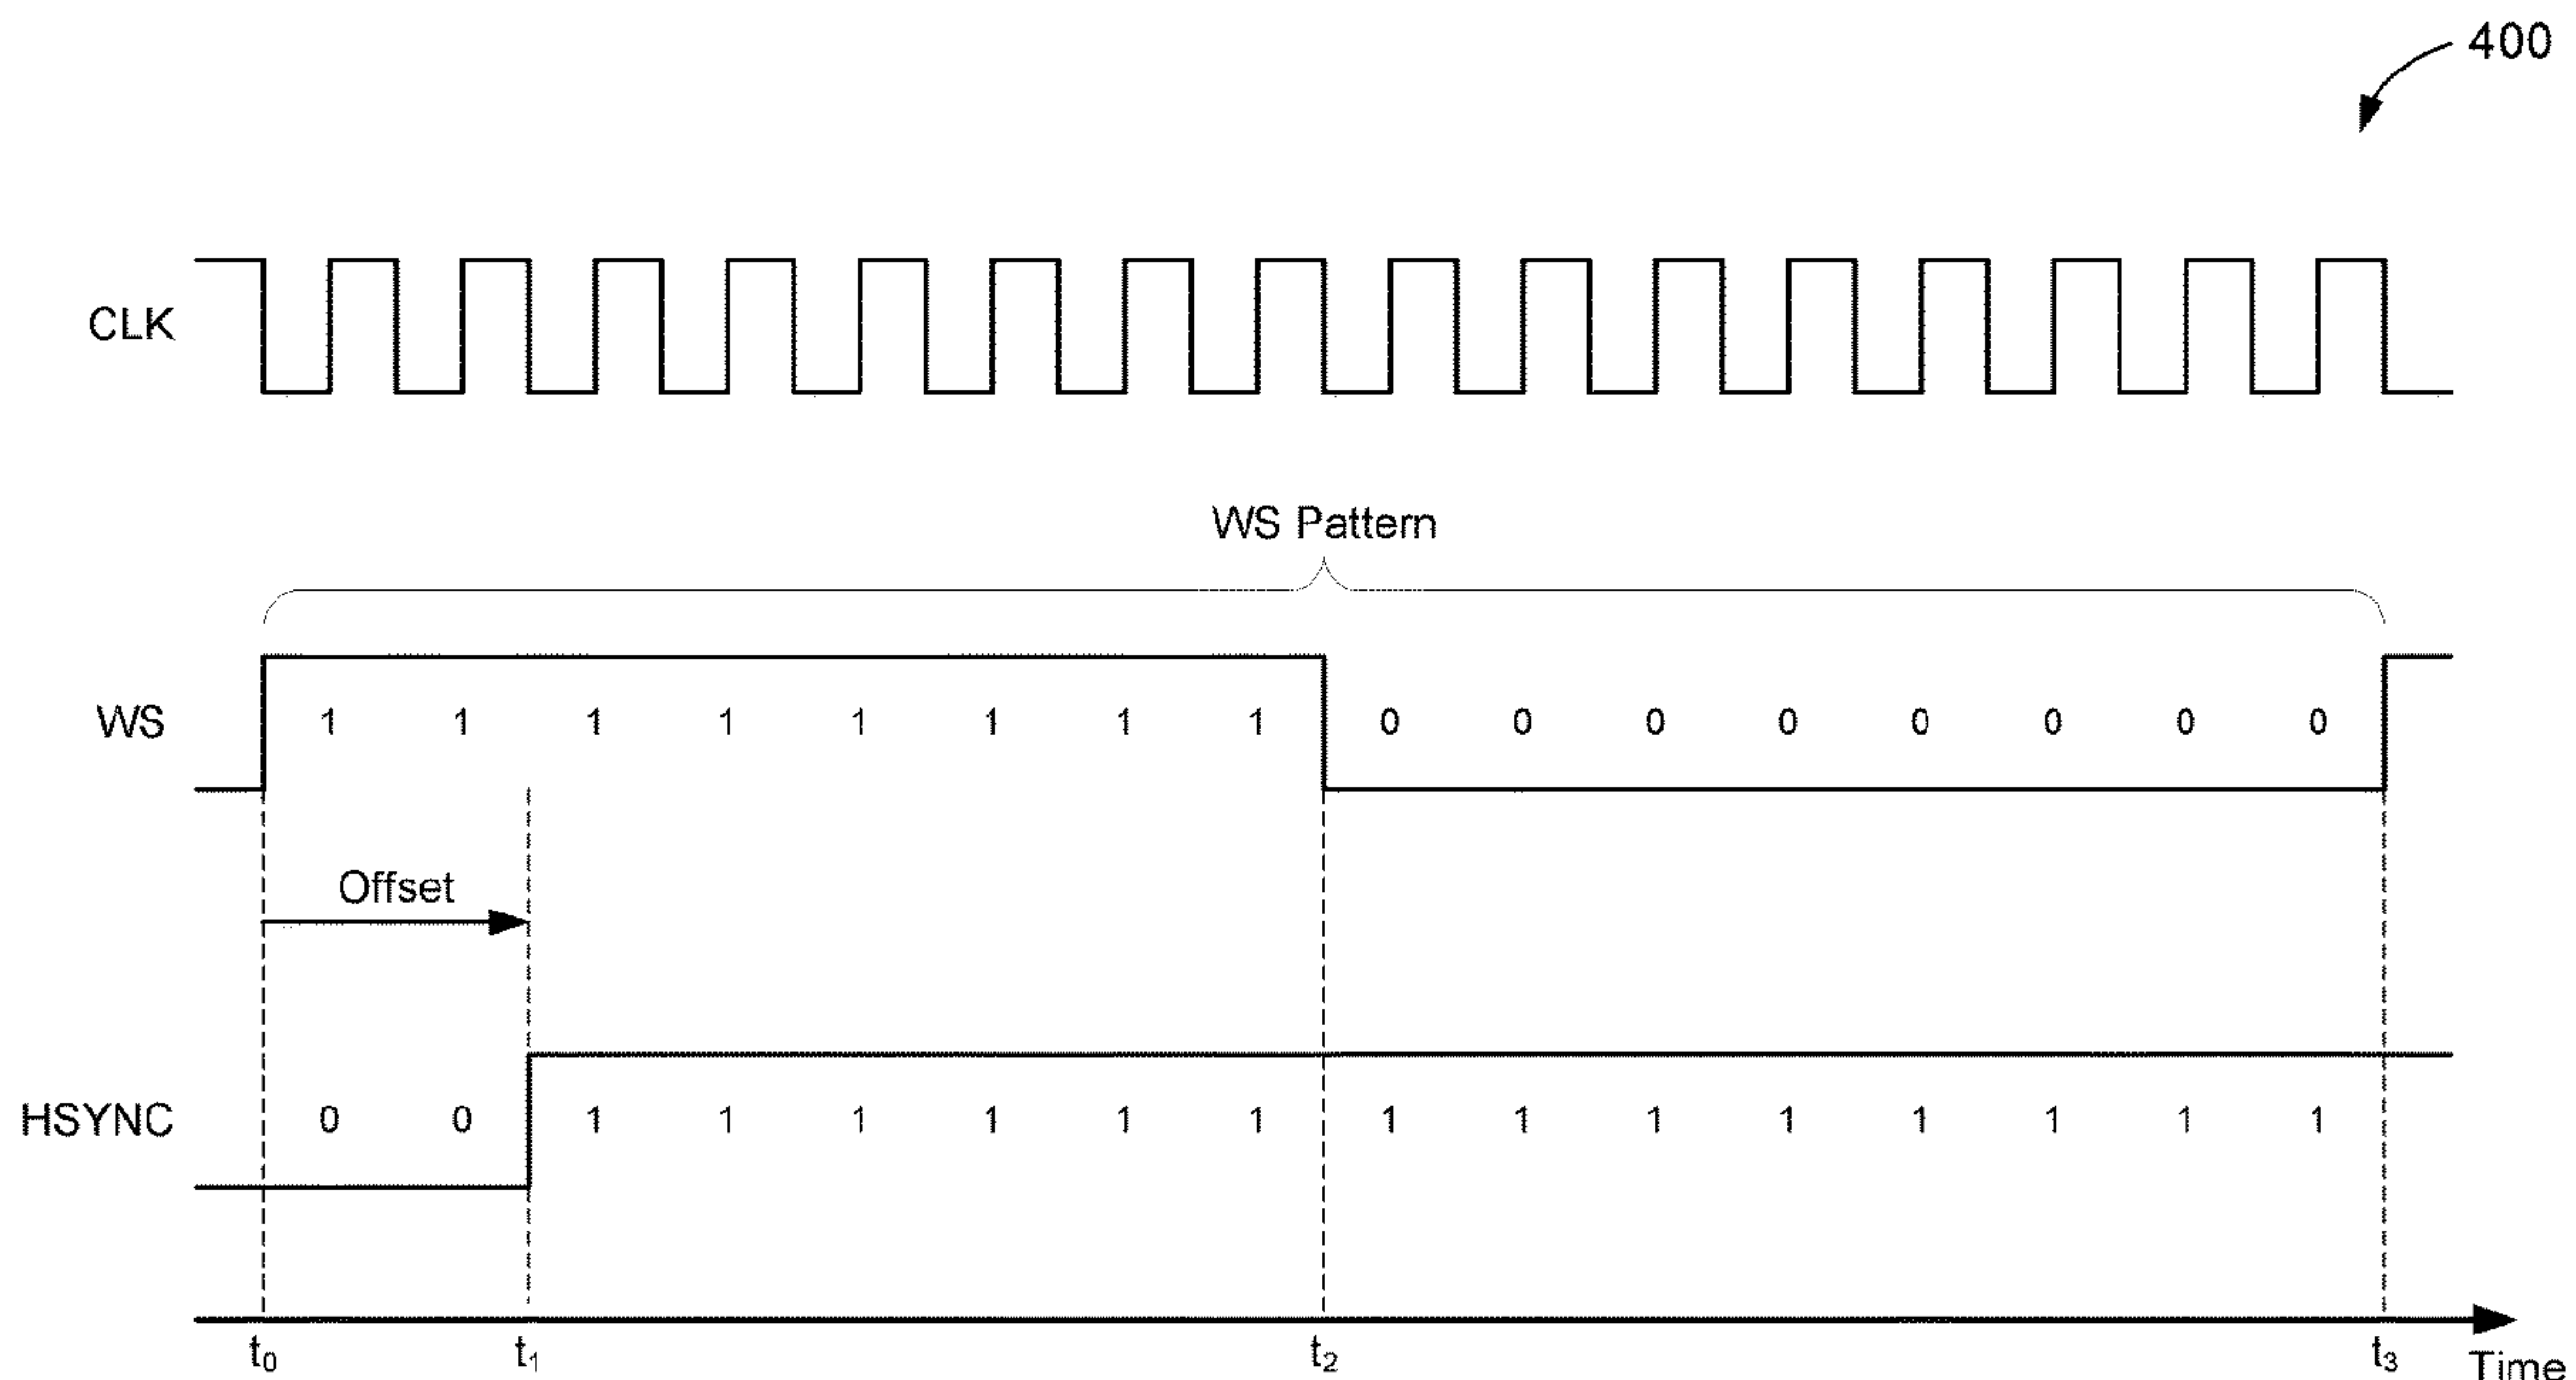 400
CLK
WS Pattern
WS 1 1 1 1 1 1 1 1 0 0 0 0 0 0 0 0
Offset
HSYNC 0 0 1 1 1 1 1 1 1 1 1 1 1 1 1 1
t₀ t₁ t₂ t₃ Time